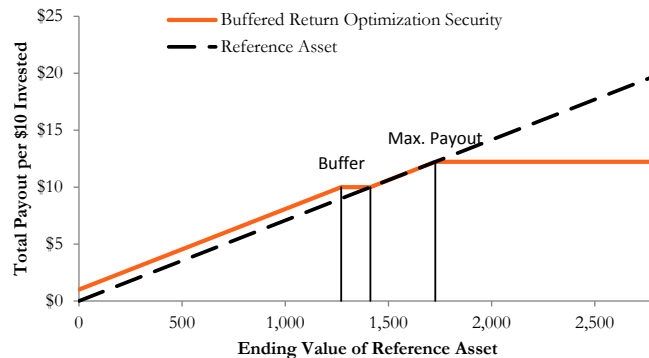 $25
Buffered Return Optimization Security
Reference Asset
$20
$15
Max. Payout
Buffer
$10
$5
$0
0 500 1,000 1,500 2,000 2,500
Total Payout per $10 Invested
Ending Value of Reference Asset